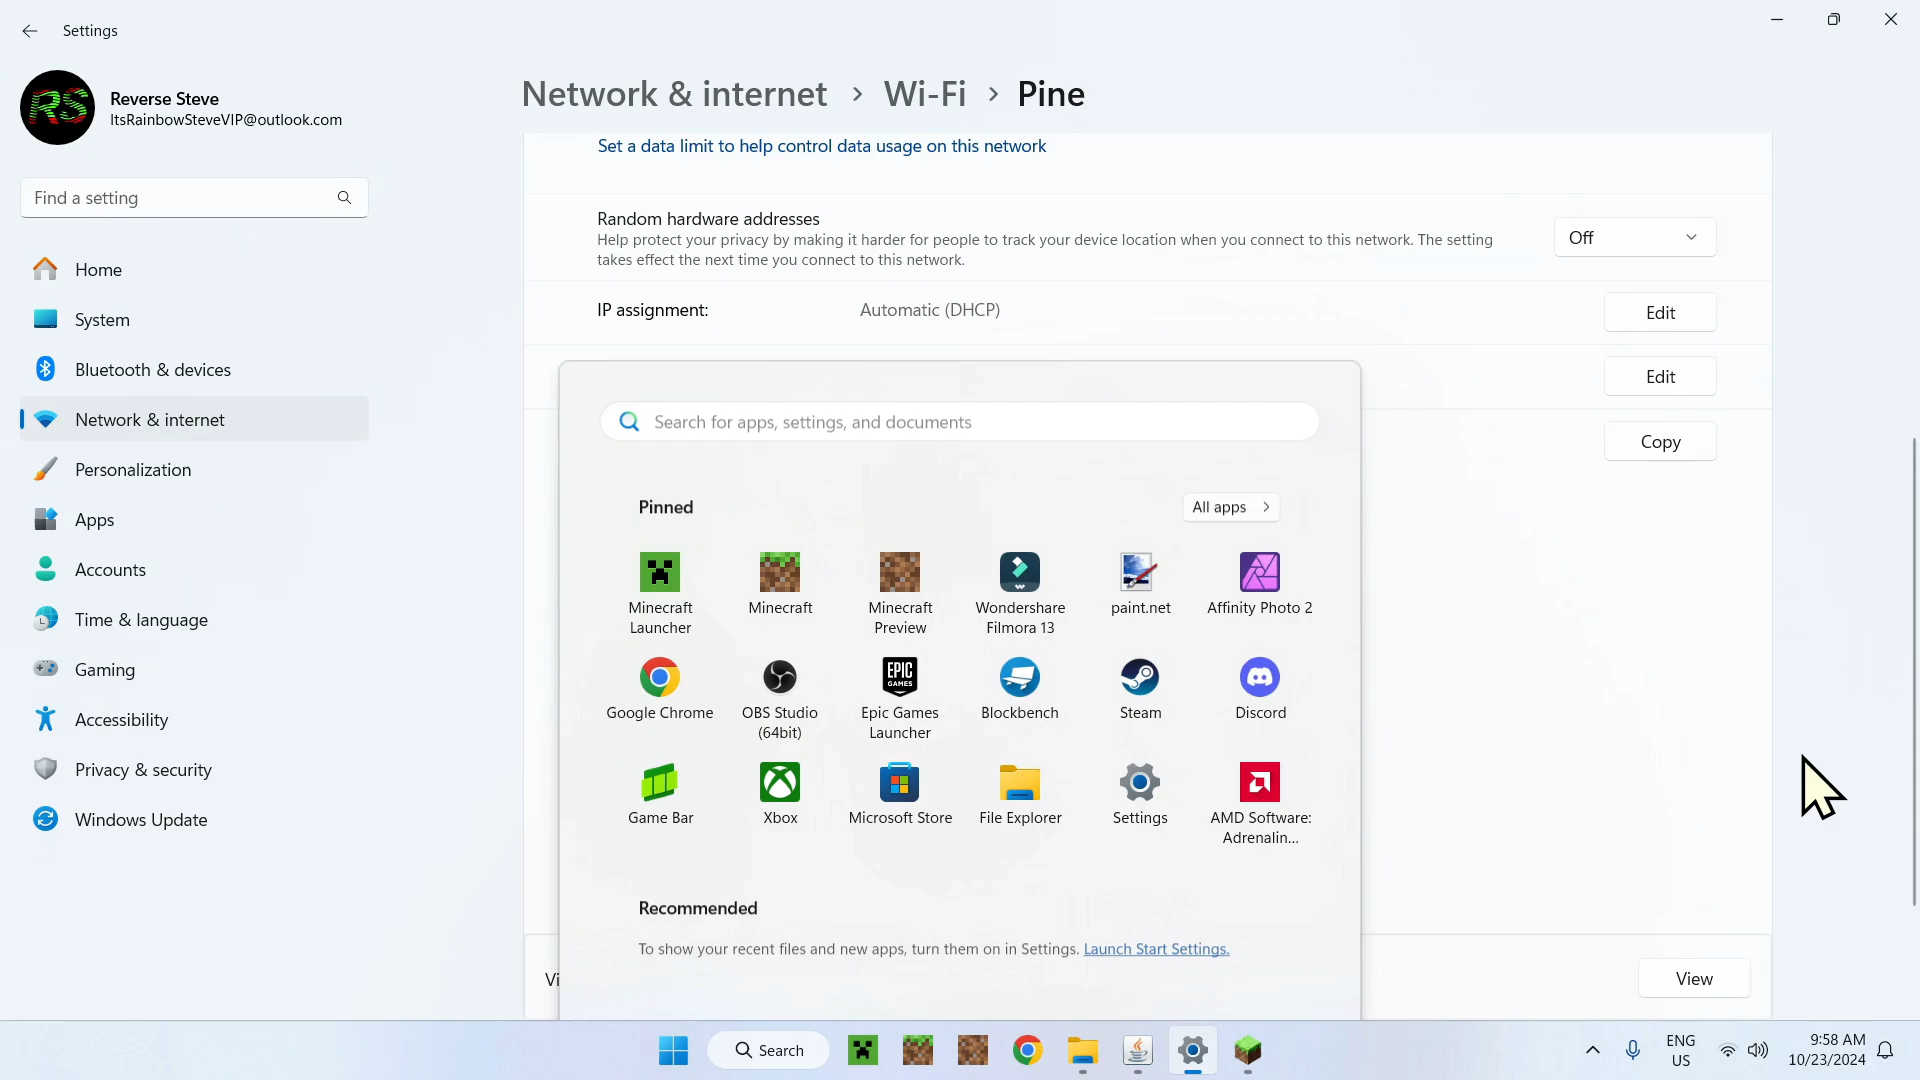 Settings
Reverse Steve
ItsRainbowSteveVIP@outlook.com
Find a setting
Home
System
Bluetooth & devices
Network & internet
Personalization
Apps
Accounts
Time & language
Gaming
Accessibility
Privacy & security
Windows Update
Network & internet > Wi-Fi > Pine
Set a data limit to help control data usage on this network
Random hardware addresses
Help protect your privacy by making it harder for people to track your device location when you connect to this network. The setting
takes effect the next time you connect to this network.
Off
IP assignment:
Automatic (DHCP)
Edit
Edit
Copy
Search for apps, settings, and documents
Pinned
All apps >
Minecraft
Launcher
Minecraft
Minecraft
Preview
Wondershare
Filmora 13
paint.net
Affinity Photo 2
EPIC
GAMES
Google Chrome
OBS Studio
(64bit)
Epic Games
Launcher
Blockbench
Steam
Discord
Game Bar
Xbox
Microsoft Store
File Explorer
Settings
AMD Software:
Adrenalin...
Recommended
To show your recent files and new apps, turn them on in Settings. Launch Start Settings.
Vi
View
Search
ENG
US
9:58 AM
10/23/2024
RS